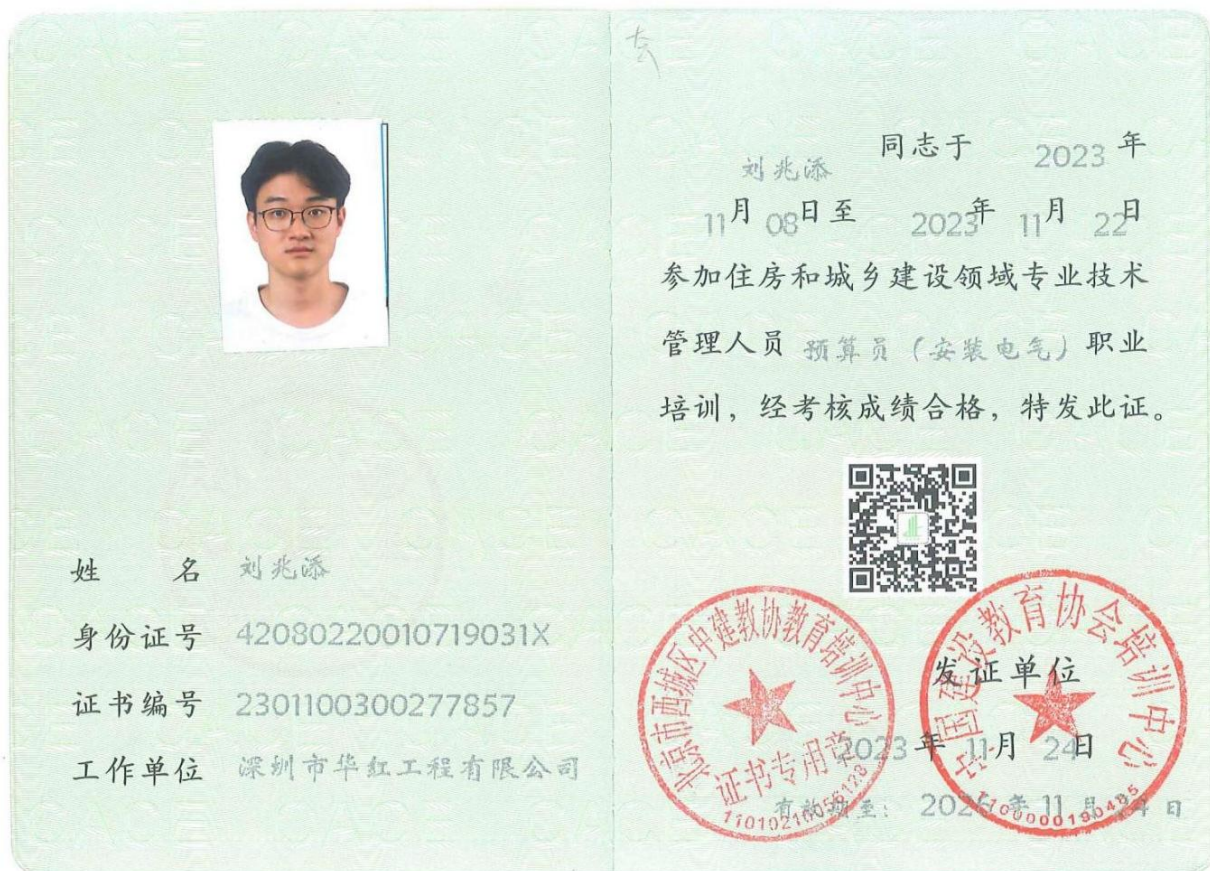 姓 名 刘兆添
身份证号 42080220010719031X
证书编号 2301100300277857
工作单位 深圳市华红工程有限公司
刘兆添 同志于 2023 年
11月 08日至 2023年 11月 22日
参加住房和城乡建设领域专业技术
管理人员 预算员（安装电气）职业
培训，经考核成绩合格，特发此证。
北京市西城区中建教协教育培训中心
证书专用章
中国建设教育协会培训中心
1100000190495
发证单位
2023 年 11月 24日
有效期至： 年 11 月 日